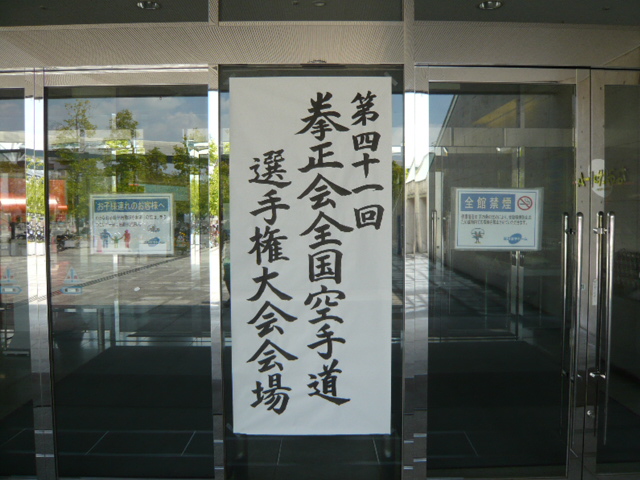 第四十一回
拳正会全国空手道
選手権大会会場
お子様連れのお客様へ
全館禁煙